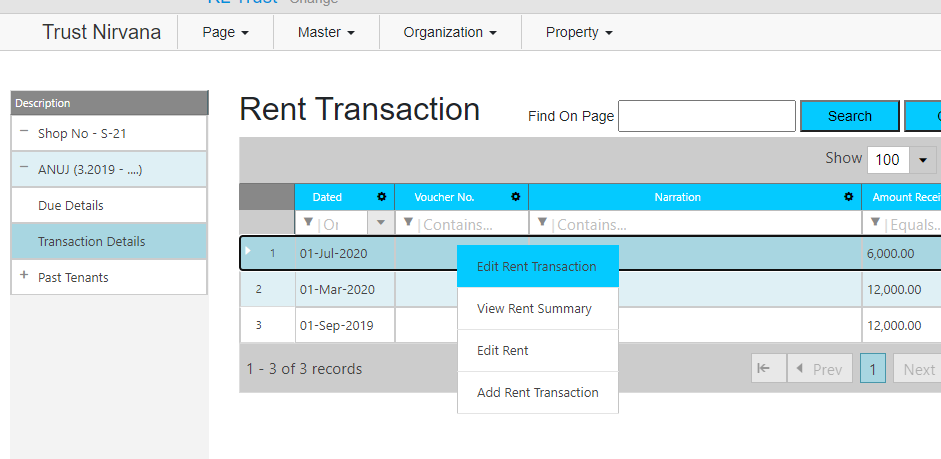 RE Trust Change
Trust Nirvana Page Master Organization Property
Description
Shop No - S-21
ANUJ (3.2019 - ....)
Due Details
Transaction Details
Past Tenants
Rent Transaction
Find On Page Search
Show 100
Dated Voucher No. Narration Amount Recei
Contains... Contains... Equals...
1 01-Jul-2020 6,000.00
2 01-Mar-2020 12,000.00
3 01-Sep-2019 12,000.00
Edit Rent Transaction
View Rent Summary
Edit Rent
Add Rent Transaction
1 - 3 of 3 records Prev 1 Next